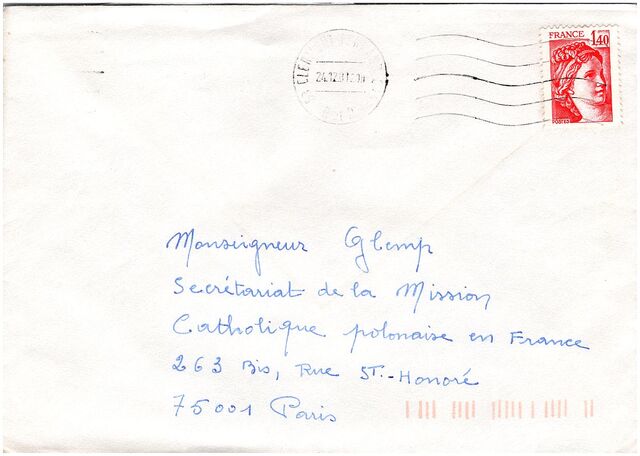 FRANCE
1,40
Monseigneur Glemp
Secrétariat de la Mission
Catholique polonaise en France
263 Bis, Rue St.-Honoré
75001 Paris